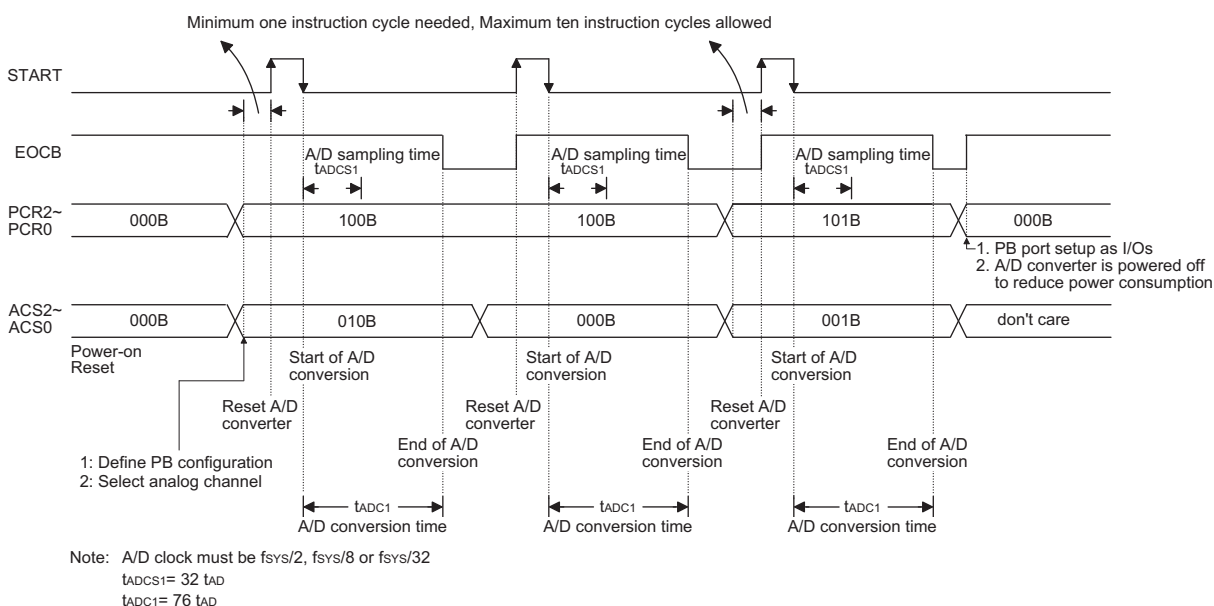 Minimum one instruction cycle needed, Maximum ten instruction cycles allowed
START
EOCB
A/D sampling time
tADCS1
A/D sampling time
tADCS1
A/D sampling time
tADCS1
PCR2~
PCR0
000B
100B
100B
101B
000B
1. PB port setup as I/Os
2. A/D converter is powered off
to reduce power consumption
ACS2~
ACS0
000B
010B
000B
001B
don't care
Power-on
Reset
Start of A/D
conversion
Start of A/D
conversion
Start of A/D
conversion
Reset A/D
converter
Reset A/D
converter
Reset A/D
converter
End of A/D
conversion
End of A/D
conversion
End of A/D
conversion
1: Define PB configuration
2: Select analog channel
tADC1
A/D conversion time
tADC1
A/D conversion time
tADC1
A/D conversion time
Note: A/D clock must be fSYS/2, fSYS/8 or fSYS/32
tADCS1= 32 tAD
tADC1= 76 tAD